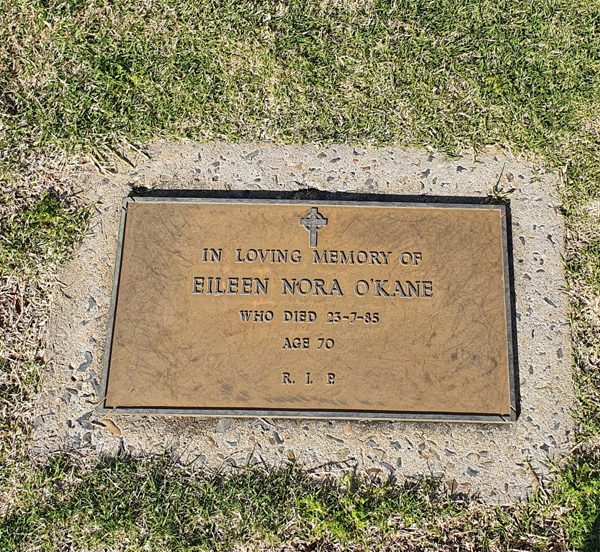 IN LOVING MEMORY OF
EILEEN NORA O'KANE
WHO DIED 23-7-85
AGE 70
R. I. P.